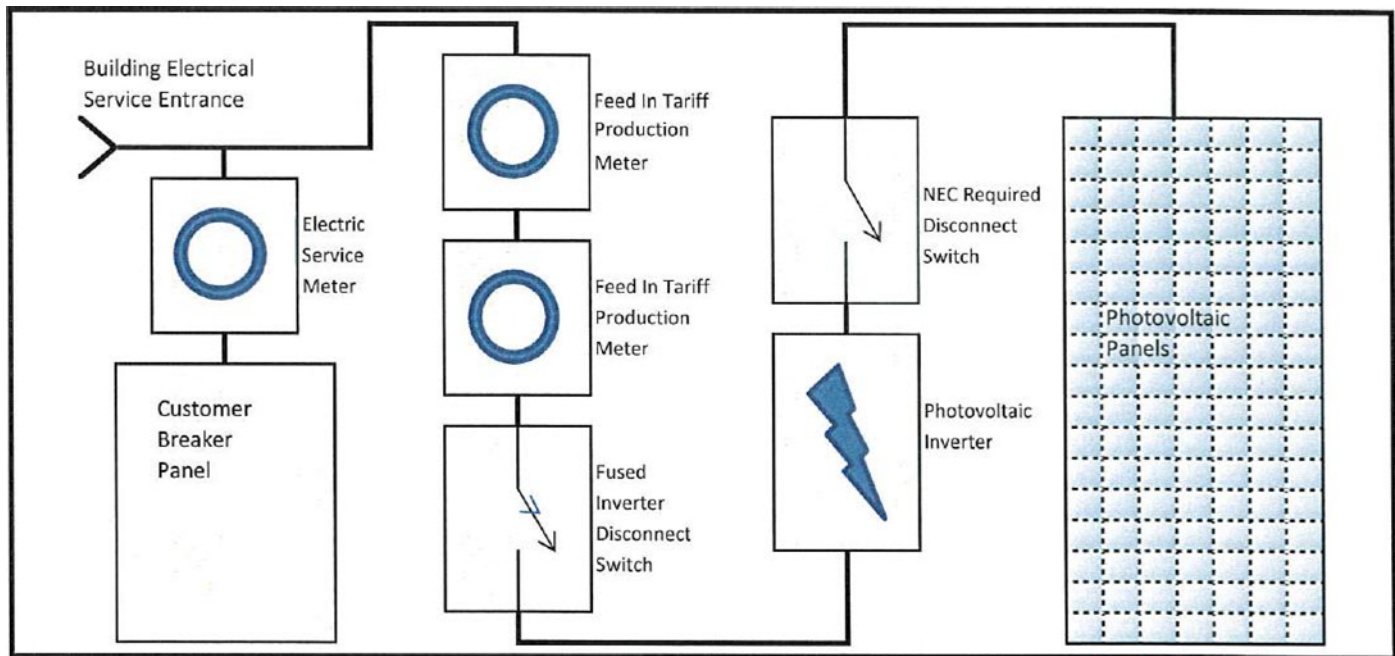 Building Electrical
Service Entrance
Electric
Service
Meter
Customer
Breaker
Panel
Feed In Tariff
Production
Meter
Feed In Tariff
Production
Meter
Fused
Inverter
Disconnect
Switch
NEC Required
Disconnect
Switch
Photovoltaic
Inverter
Photovoltaic
Panels